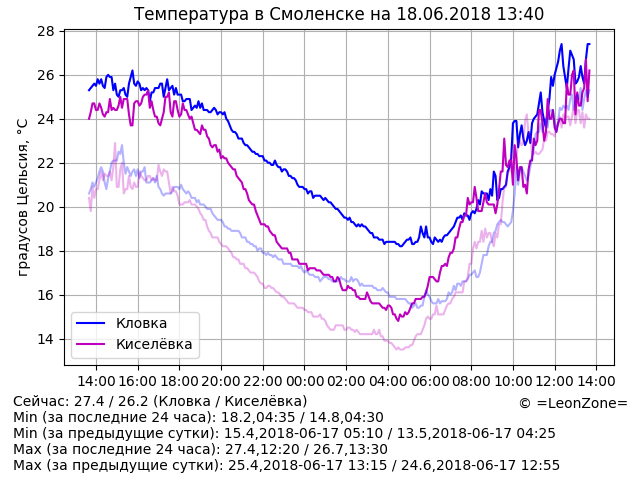 Температура в Смоленске на 18.06.2018 13:40
градусов Цельсия, °C
28
26
24
22
20
18
16
14
Кловка
Киселёвка
14:00 16:00 18:00 20:00 22:00 00:00 02:00 04:00 06:00 08:00 10:00 12:00 14:00
Сейчас: 27.4 / 26.2 (Кловка / Киселёвка)
© =LeonZone=
Min (за последние 24 часа): 18.2,04:35 / 14.8,04:30
Min (за предыдущие сутки): 15.4,2018-06-17 05:10 / 13.5,2018-06-17 04:25
Max (за последние 24 часа): 27.4,12:20 / 26.7,13:30
Max (за предыдущие сутки): 25.4,2018-06-17 13:15 / 24.6,2018-06-17 12:55